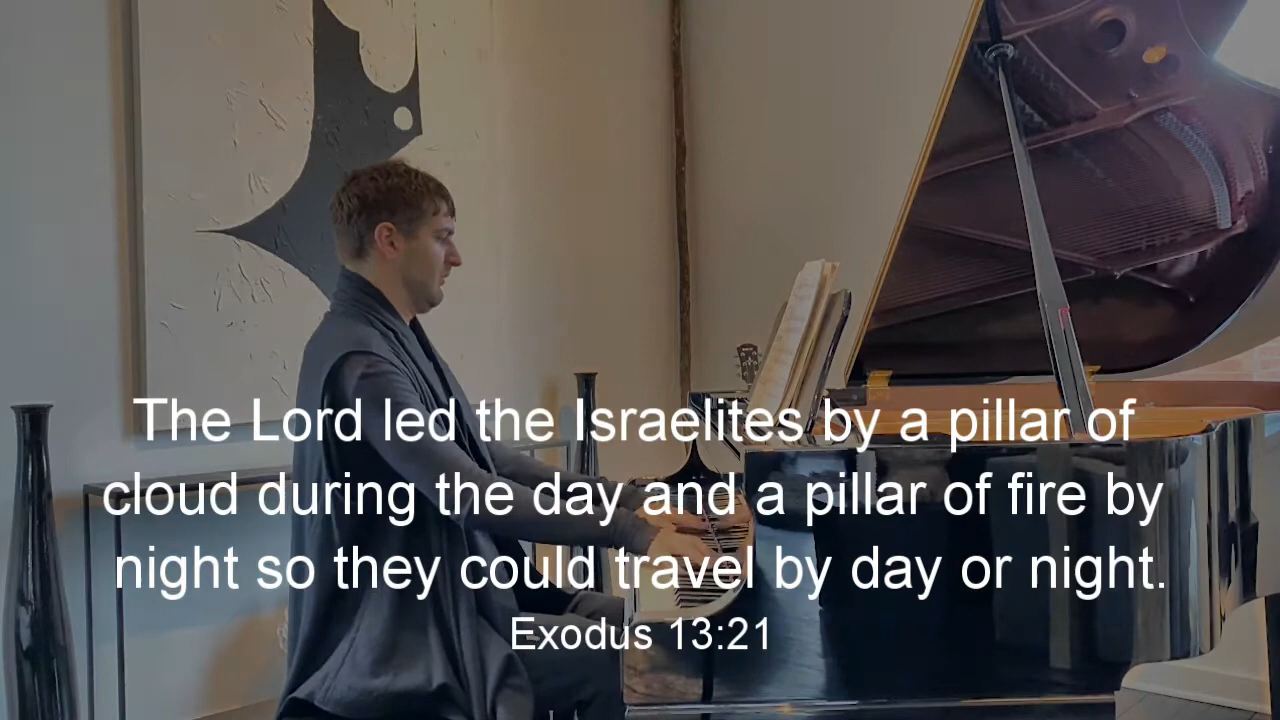 The Lord led the Israelites by a pillar of
cloud during the day and a pillar of fire by
night so they could travel by day or night.
Exodus 13:21